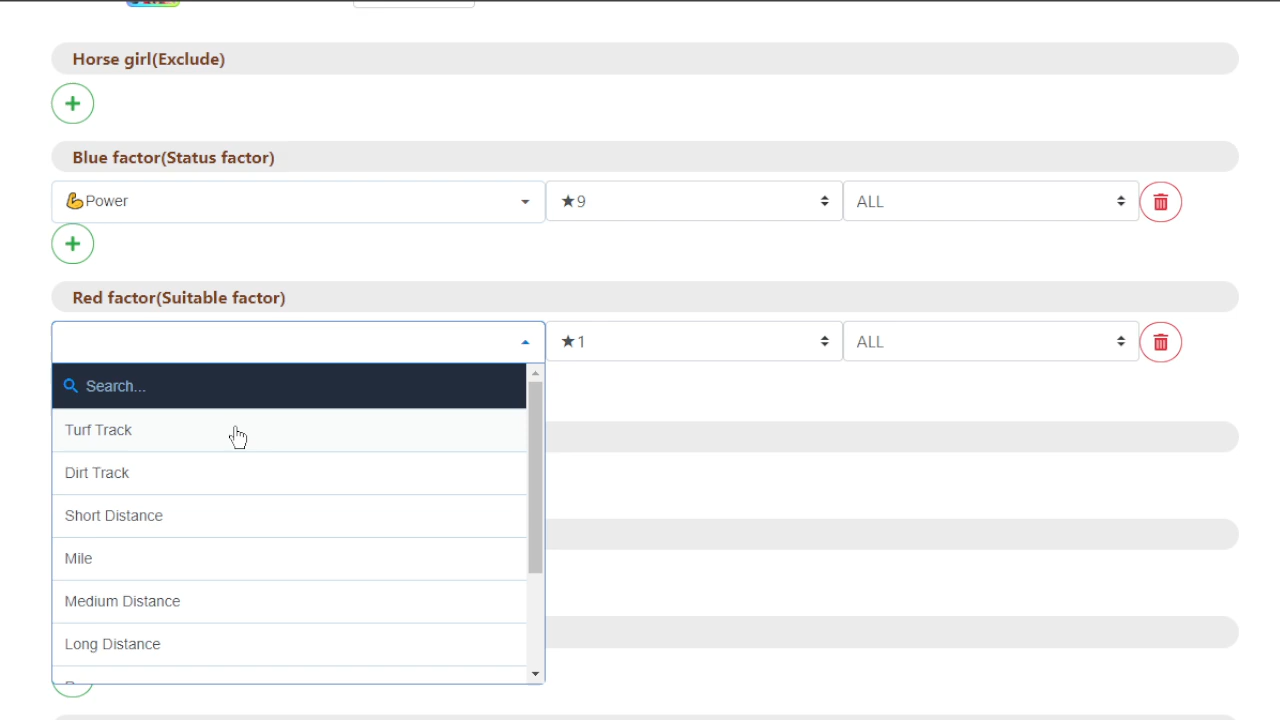 Horse girl(Exclude)
Blue factor(Status factor)
💪Power ★9 ALL
Red factor(Suitable factor)
★1 ALL
Search...
Turf Track
Dirt Track
Short Distance
Mile
Medium Distance
Long Distance